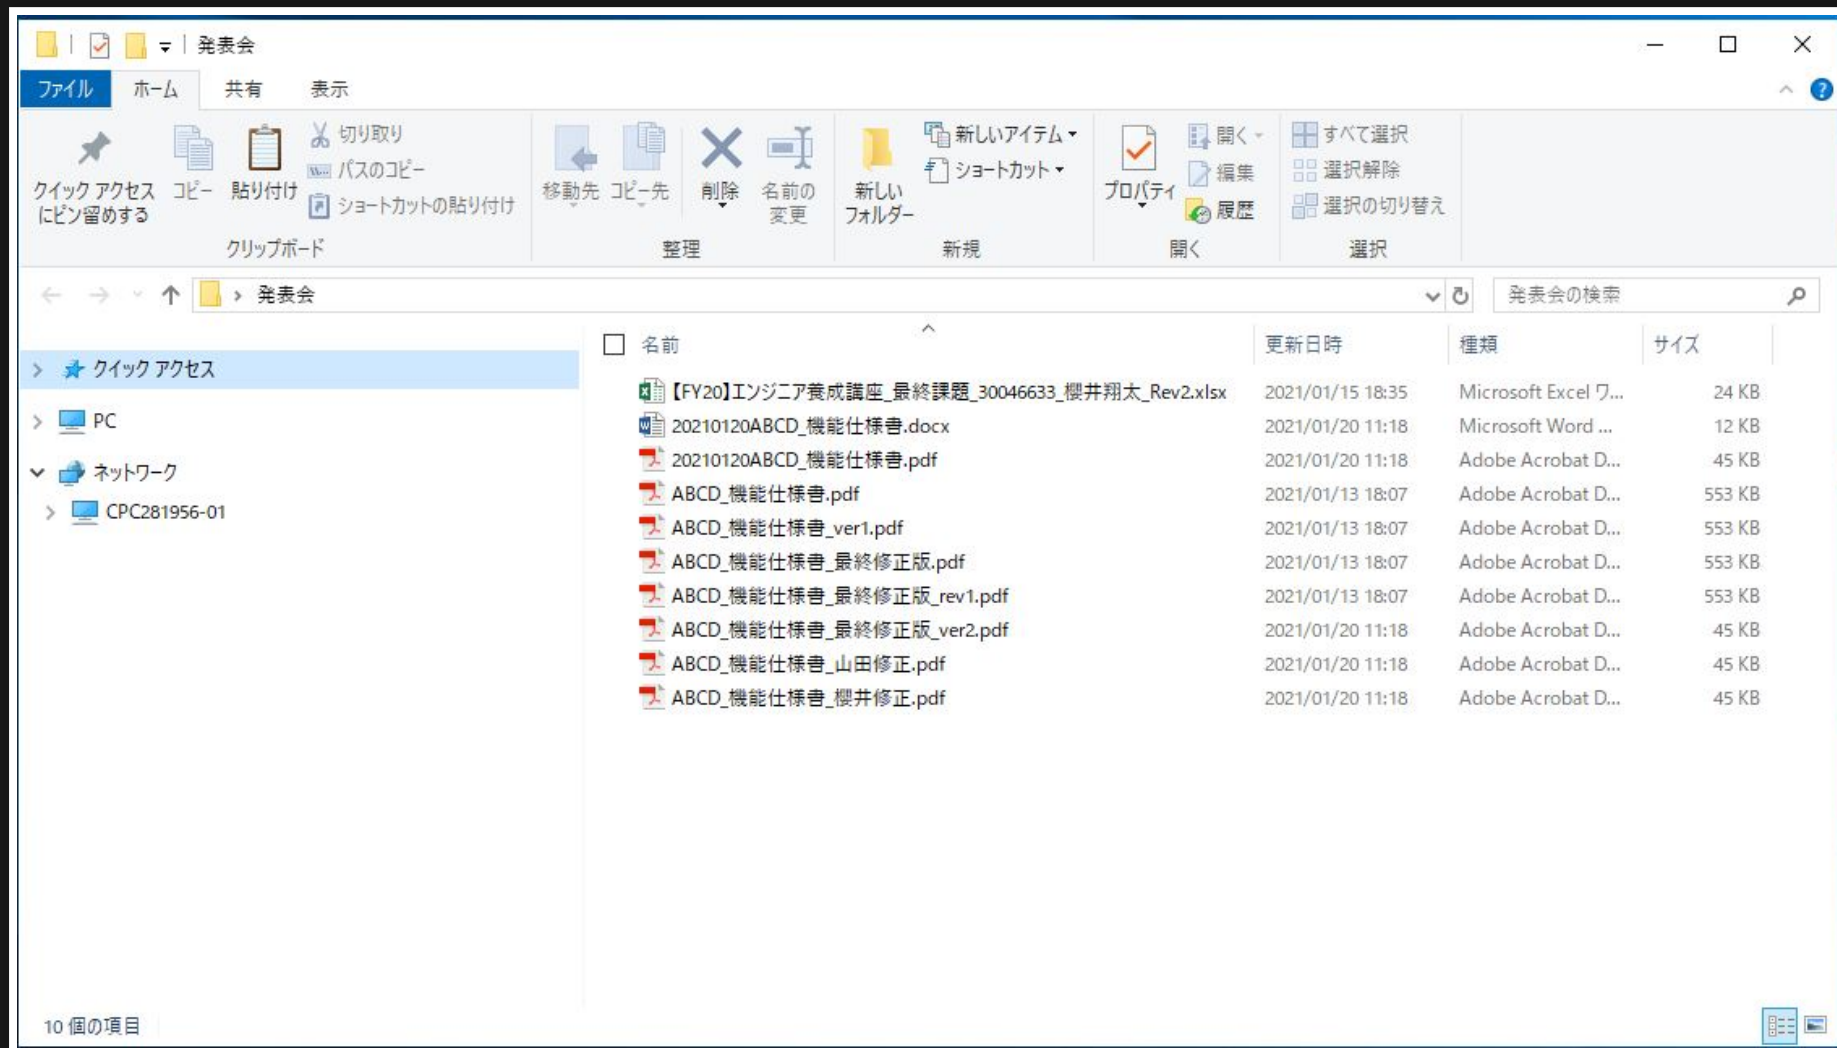 発表会
ファイル ホーム 共有 表示
クイック アクセス にピン留めする
コピー
貼り付け
切り取り
パスのコピー
ショートカットの貼り付け
クリップボード
移動先
コピー先
削除
名前の変更
整理
新しいフォルダー
新しいアイテム
ショートカット
新規
プロパティ
開く
編集
履歴
開く
すべて選択
選択解除
選択の切り替え
選択
発表会
発表会の検索
クイック アクセス
PC
ネットワーク
CPC281956-01
名前 更新日時 種類 サイズ
【FY20】エンジニア養成講座_最終課題_30046633_櫻井翔太_Rev2.xlsx 2021/01/15 18:35 Microsoft Excel ワ... 24 KB
20210120ABCD_機能仕様書.docx 2021/01/20 11:18 Microsoft Word ... 12 KB
20210120ABCD_機能仕様書.pdf 2021/01/20 11:18 Adobe Acrobat D... 45 KB
ABCD_機能仕様書.pdf 2021/01/13 18:07 Adobe Acrobat D... 553 KB
ABCD_機能仕様書_ver1.pdf 2021/01/13 18:07 Adobe Acrobat D... 553 KB
ABCD_機能仕様書_最終修正版.pdf 2021/01/13 18:07 Adobe Acrobat D... 553 KB
ABCD_機能仕様書_最終修正版_rev1.pdf 2021/01/13 18:07 Adobe Acrobat D... 553 KB
ABCD_機能仕様書_最終修正版_ver2.pdf 2021/01/20 11:18 Adobe Acrobat D... 45 KB
ABCD_機能仕様書_山田修正.pdf 2021/01/20 11:18 Adobe Acrobat D... 45 KB
ABCD_機能仕様書_櫻井修正.pdf 2021/01/20 11:18 Adobe Acrobat D... 45 KB
10 個の項目